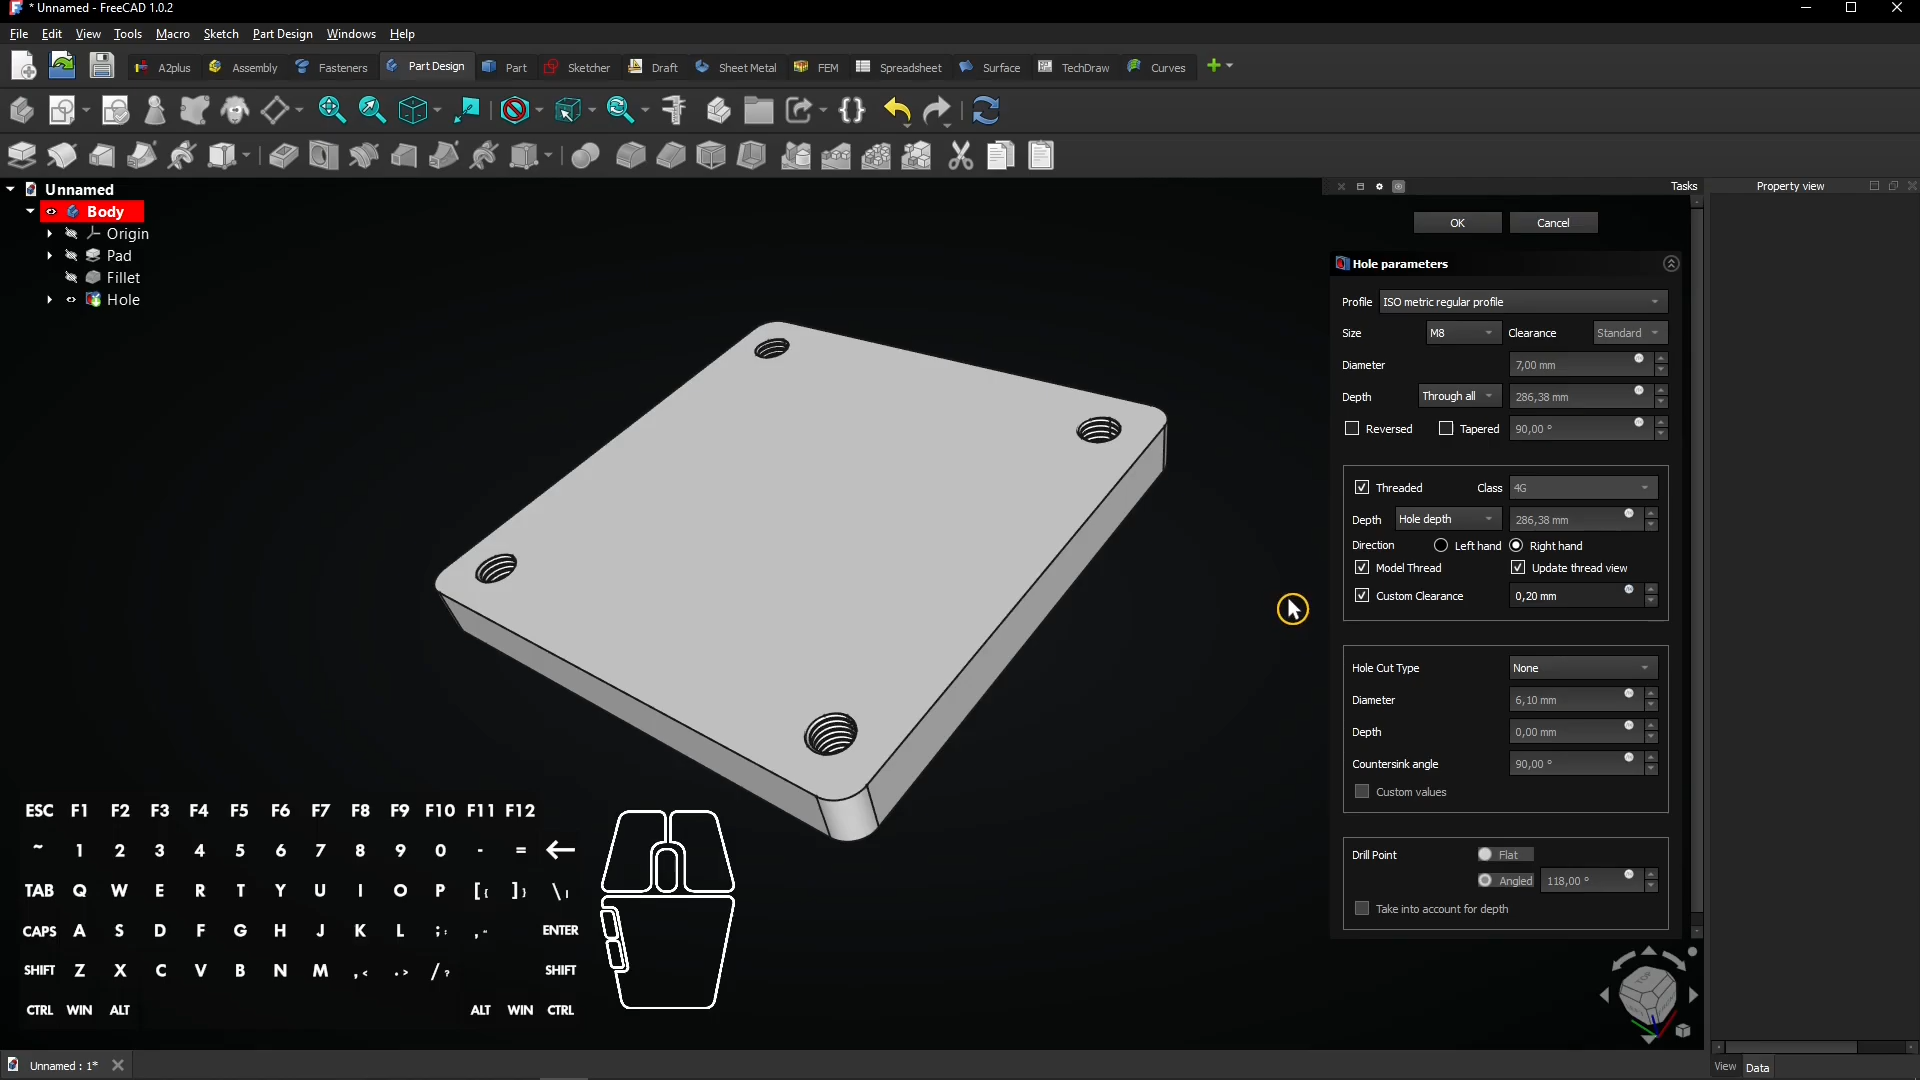 * Unnamed - FreeCAD 1.0.2
File Edit View Tools Macro Sketch Part Design Windows Help
A2plus Assembly Fasteners Part Design Part Sketcher Draft Sheet Metal FEM Spreadsheet Surface TechDraw Curves
Unnamed
Body
Origin
Pad
Fillet
Hole
Tasks
Property view
OK Cancel
Hole parameters
Profile ISO metric regular profile
Size M8 Clearance Standard
Diameter 7,00 mm
Depth Through all 286,38 mm
Reversed Tapered 90,00 °
Threaded Class 4G
Depth Hole depth 286,38 mm
Direction Left hand Right hand
Model Thread Update thread view
Custom Clearance 0,20 mm
Hole Cut Type None
Diameter 6,10 mm
Depth 0,00 mm
Countersink angle 90,00 °
Custom values
Drill Point Flat
Angled 118,00 °
Take into account for depth
TOP
ESC F1 F2 F3 F4 F5 F6 F7 F8 F9 F10 F11 F12
~ 1 2 3 4 5 6 7 8 9 0 - = ←
TAB Q W E R T Y U I O P [{ ]} \|
CAPS A S D F G H J K L ;: ,“ ENTER
SHIFT Z X C V B N M ,< .> /? SHIFT
CTRL WIN ALT ALT WIN CTRL
Unnamed : 1*
View Data